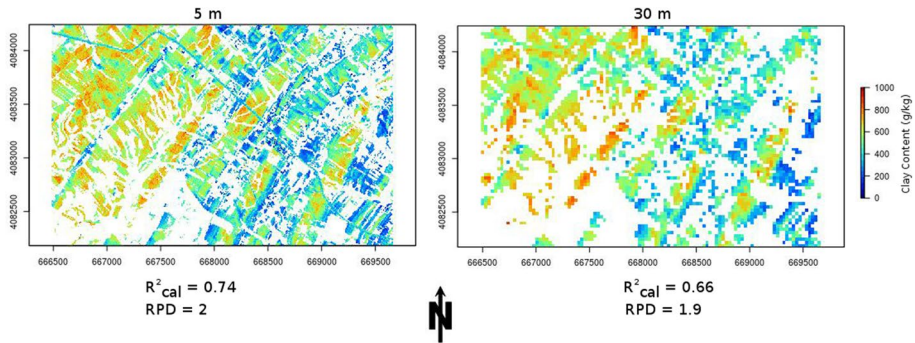 5 m
30 m
4084000
4083500
4083000
4082500
666500 667000 667500 668000 668500 669000 669500
4084000
4083500
4083000
4082500
666500 667000 667500 668000 668500 669000 669500
1000
800
600
400
200
0
Clay Content (g/kg)
R²cal = 0.74
RPD = 2
N
R²cal = 0.66
RPD = 1.9